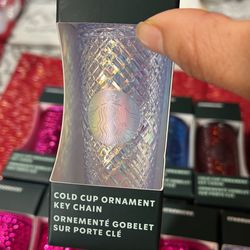 COLD CUP ORNAMENT
KEY CHAIN
ORNEMENTÉ GOBELET
SUR PORTE CLÉ